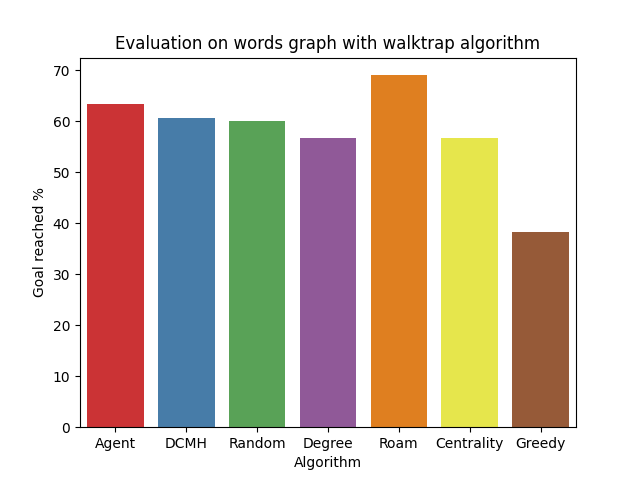 Evaluation on words graph with walktrap algorithm
Goal reached %
70
60
50
40
30
20
10
0
Agent DCMH Random Degree Roam Centrality Greedy
Algorithm